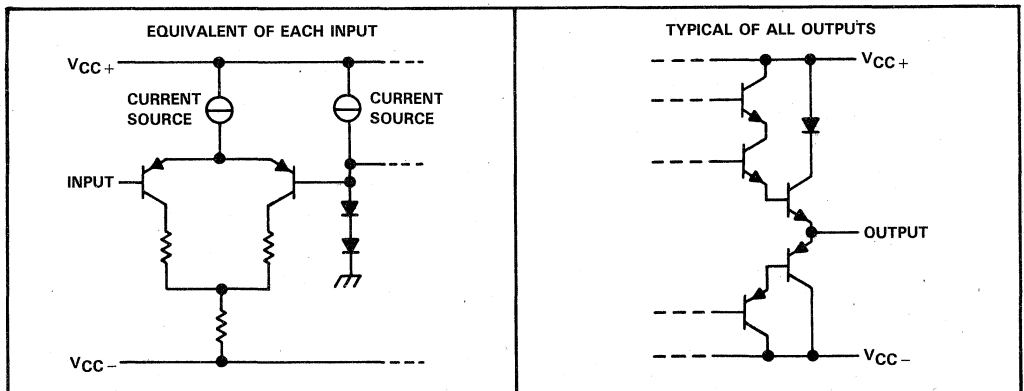 EQUIVALENT OF EACH INPUT
VCC+
CURRENT
SOURCE
CURRENT
SOURCE
INPUT
VCC−
TYPICAL OF ALL OUTPUTS
VCC+
OUTPUT
VCC−